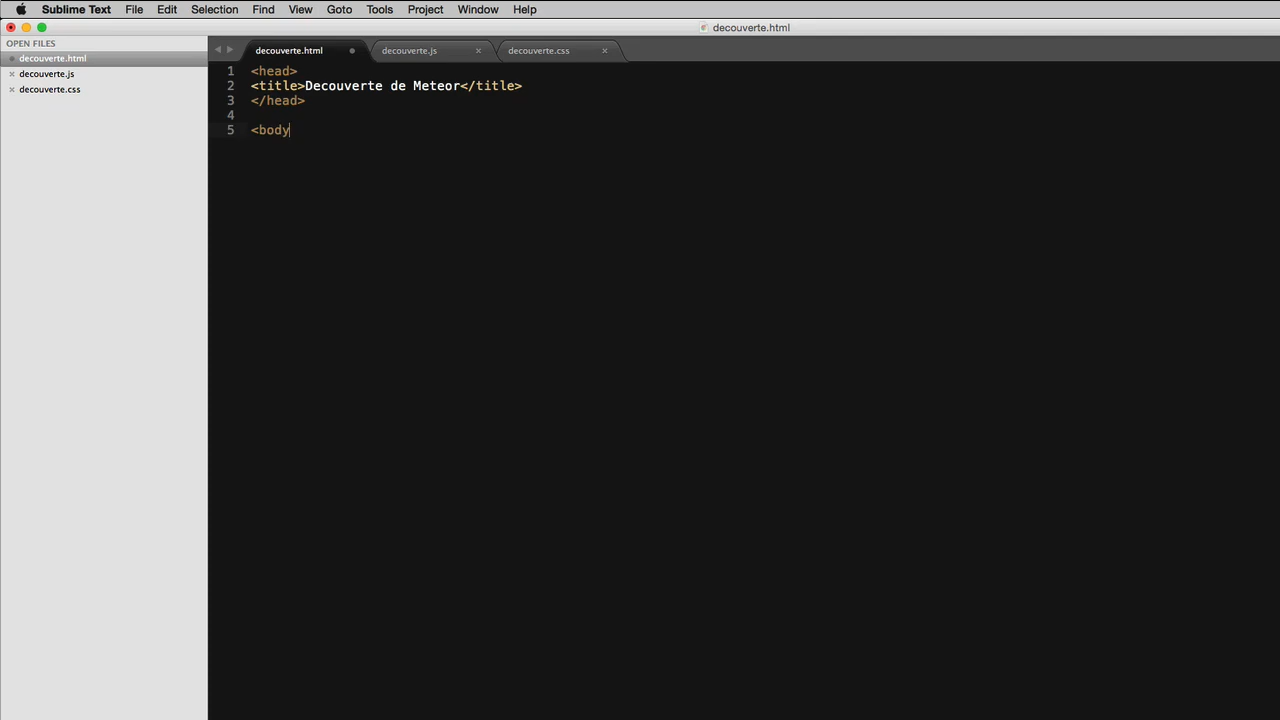 Sublime Text File Edit Selection Find View Goto Tools Project Window Help
decouverte.html
OPEN FILES
decouverte.html
decouverte.js
decouverte.css
decouverte.html decouverte.js decouverte.css
1 <head>
2 <title>Decouverte de Meteor</title>
3 </head>
4
5 <body